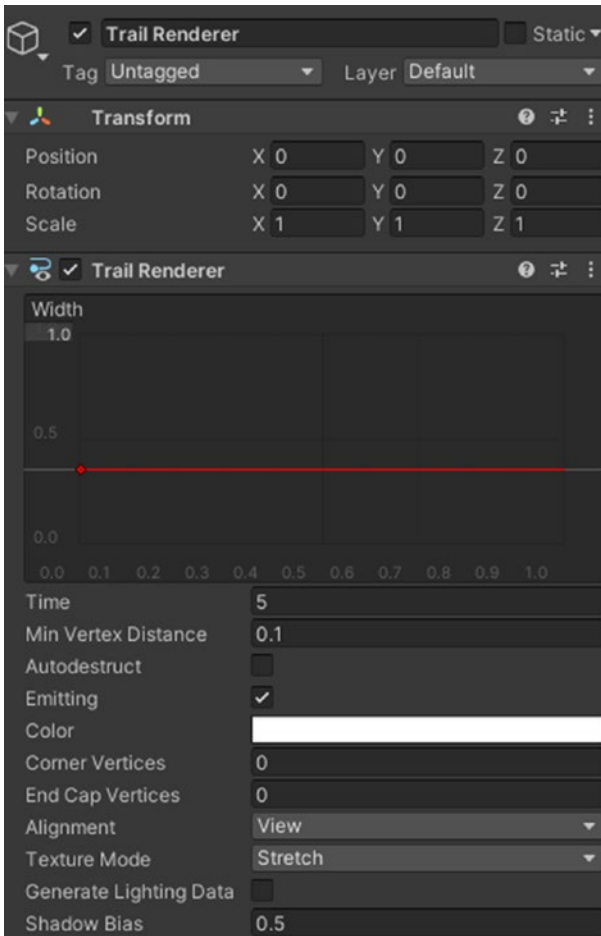 Trail Renderer Static
Tag Untagged Layer Default
Transform
Position X 0 Y 0 Z 0
Rotation X 0 Y 0 Z 0
Scale X 1 Y 1 Z 1
Trail Renderer
Width
1.0
0.5
0.0
0.0 0.1 0.2 0.3 0.4 0.5 0.6 0.7 0.8 0.9 1.0
Time 5
Min Vertex Distance 0.1
Autodestruct
Emitting
Color
Corner Vertices 0
End Cap Vertices 0
Alignment View
Texture Mode Stretch
Generate Lighting Data
Shadow Bias 0.5